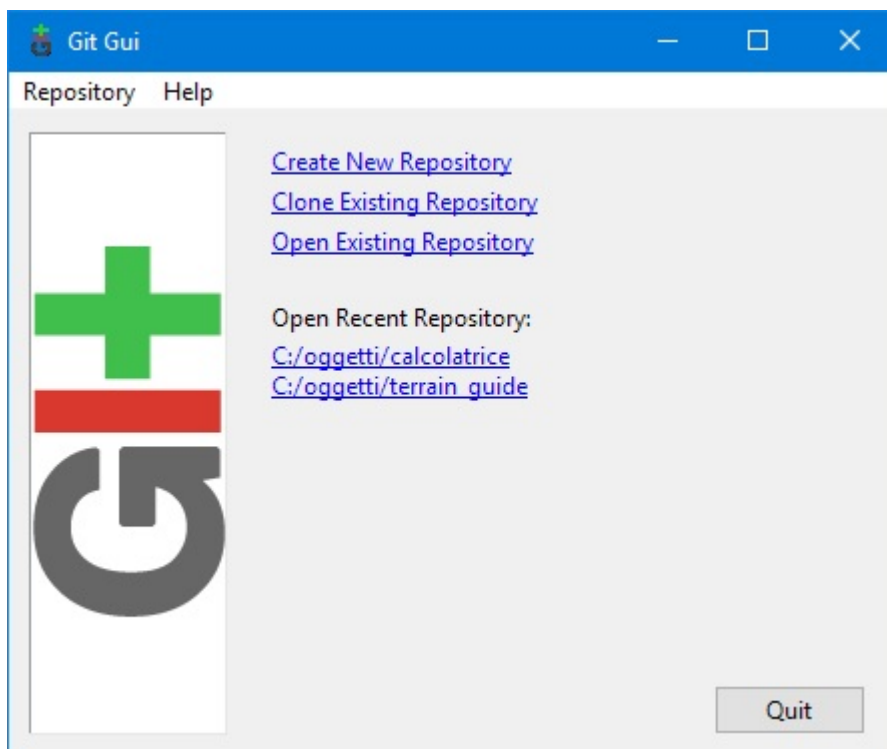 Git Gui
Repository Help
Create New Repository
Clone Existing Repository
Open Existing Repository
Open Recent Repository:
C:/oggetti/calcolatrice
C:/oggetti/terrain_guide
GIt
Quit